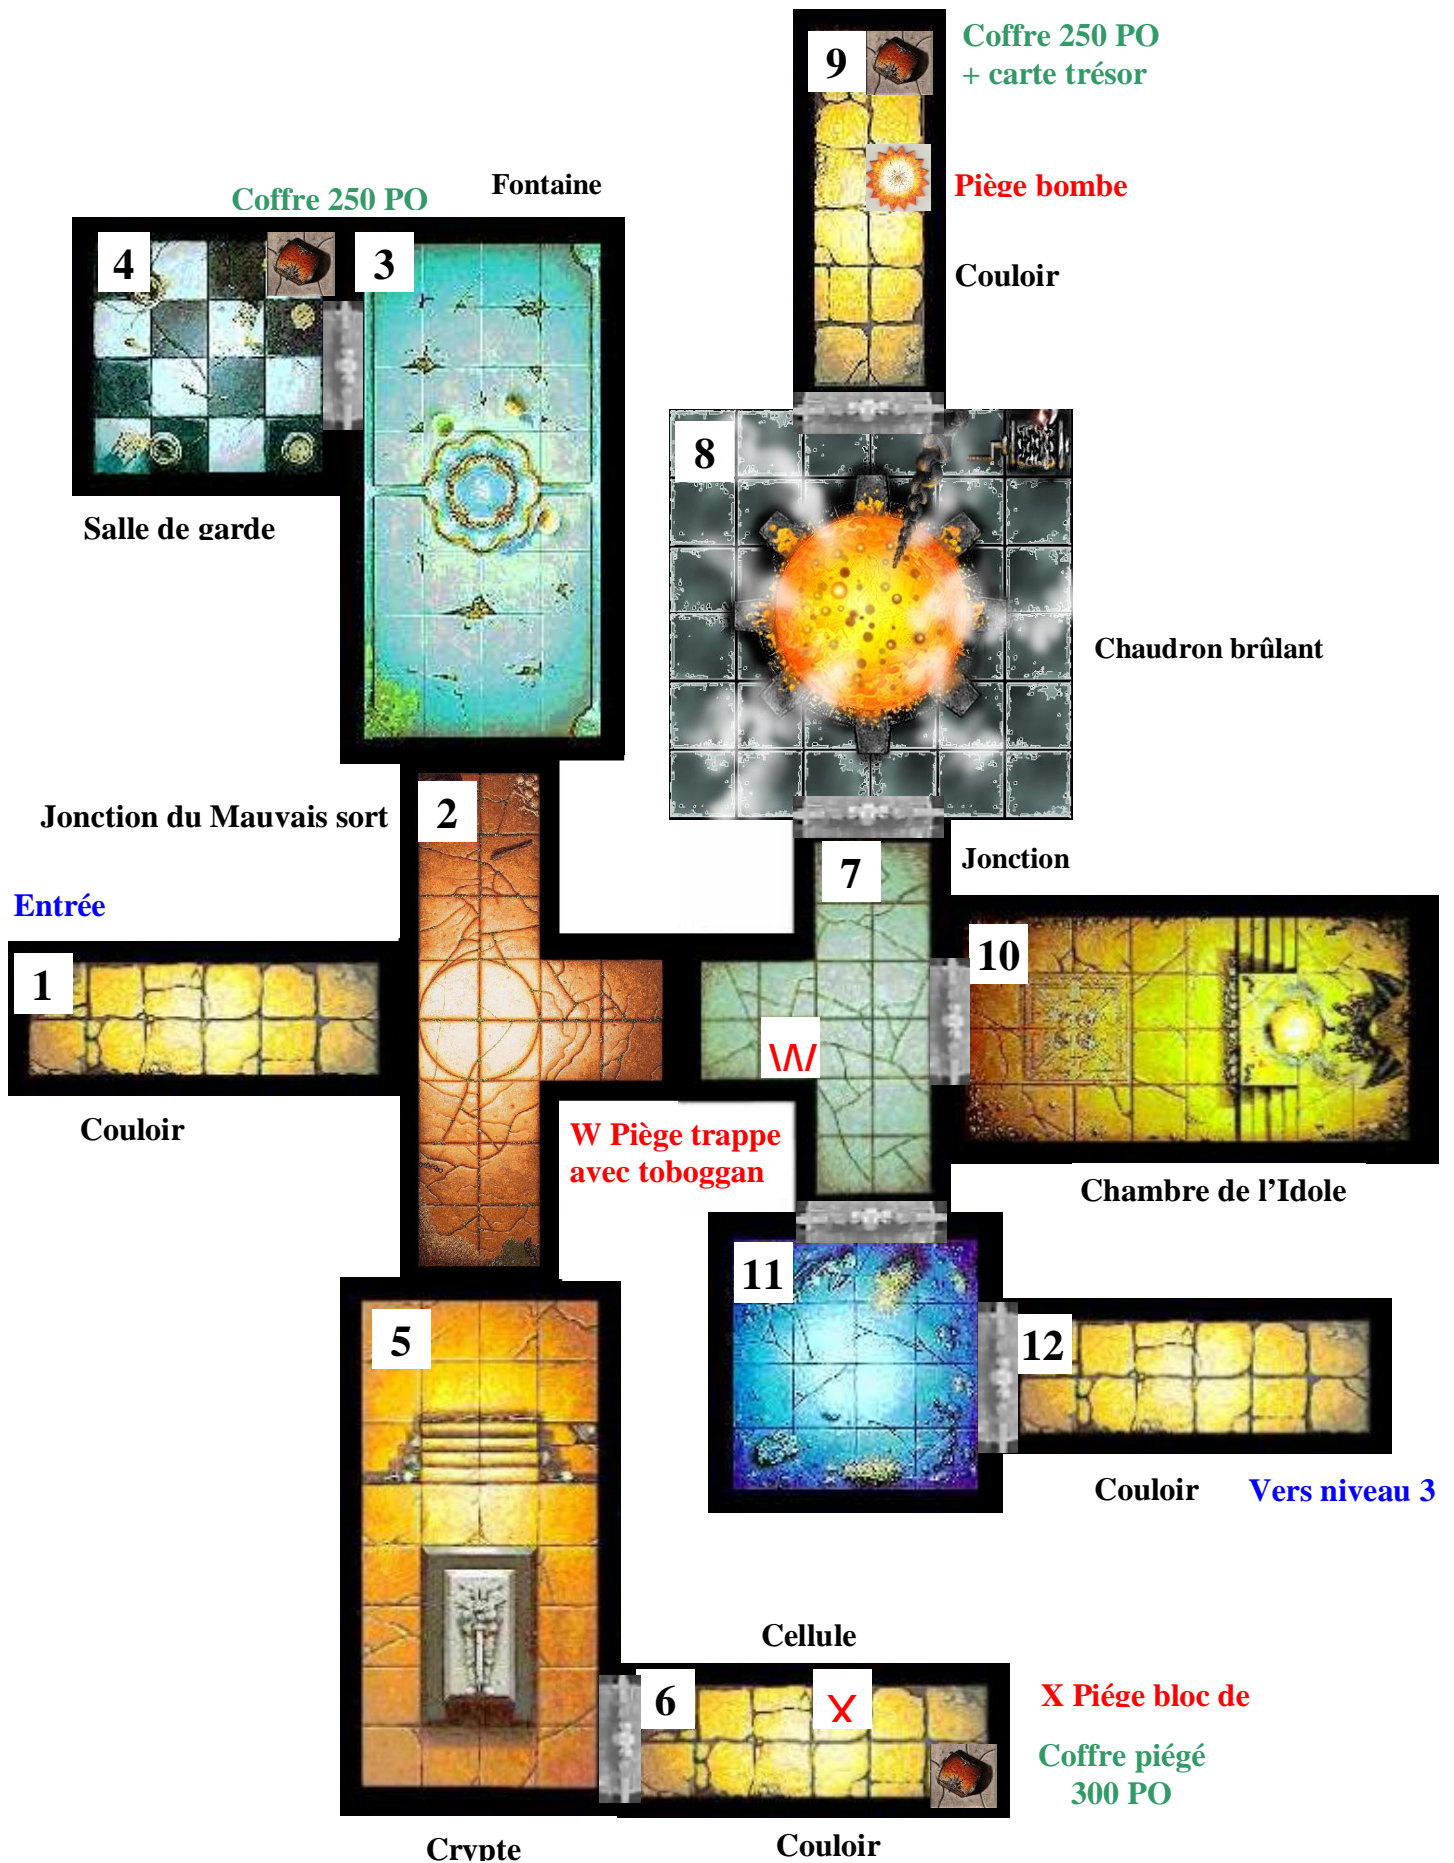 Coffre 250 PO
+ carte trésor
9
Piège bombe
Fontaine
Coffre 250 PO
4
3
Couloir
8
Salle de garde
Chaudron brûlant
Jonction du Mauvais sort
2
7
Jonction
Entrée
1
10
W
Couloir
W Piège trappe
avec toboggan
Chambre de l'Idole
11
5
12
Couloir
Vers niveau 3
Cellule
6
X
X Piége bloc de
Coffre piégé
300 PO
Crypte
Couloir